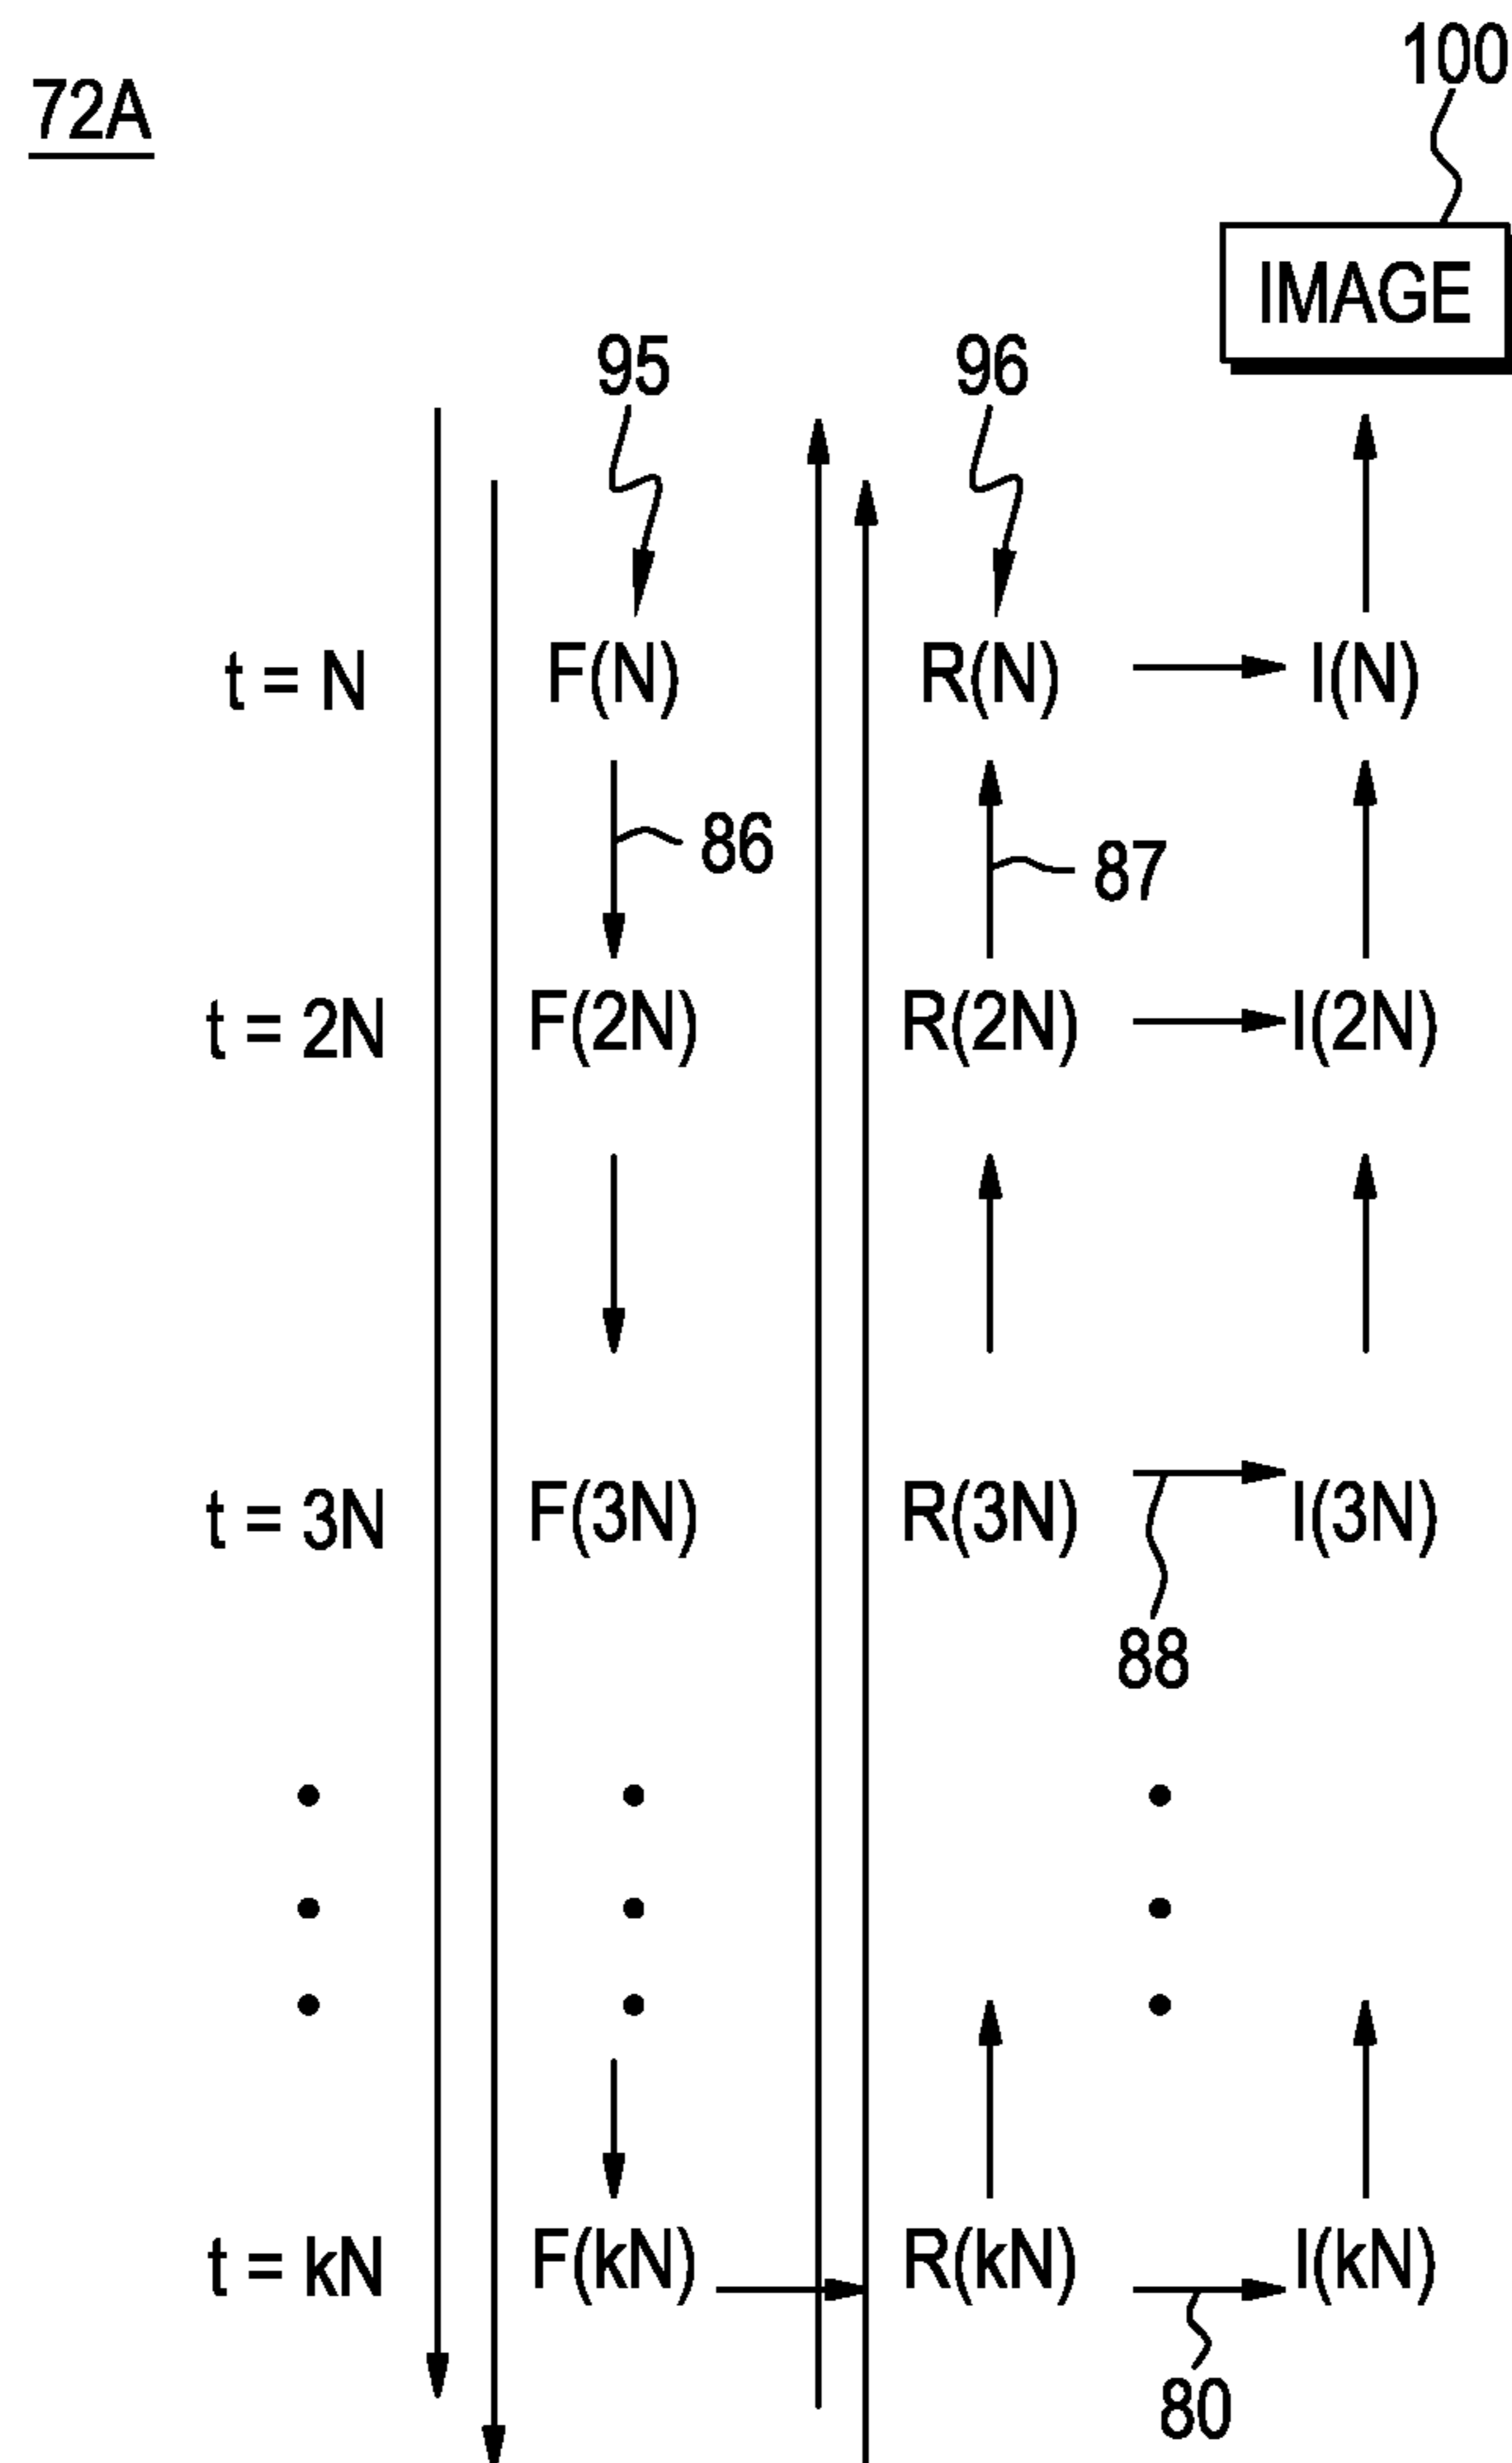 100
72A
IMAGE
95
96
t = N
F(N)
R(N)
I(N)
86
87
t = 2N
F(2N)
R(2N)
I(2N)
t = 3N
F(3N)
R(3N)
I(3N)
88
t = kN
F(kN)
R(kN)
I(kN)
80